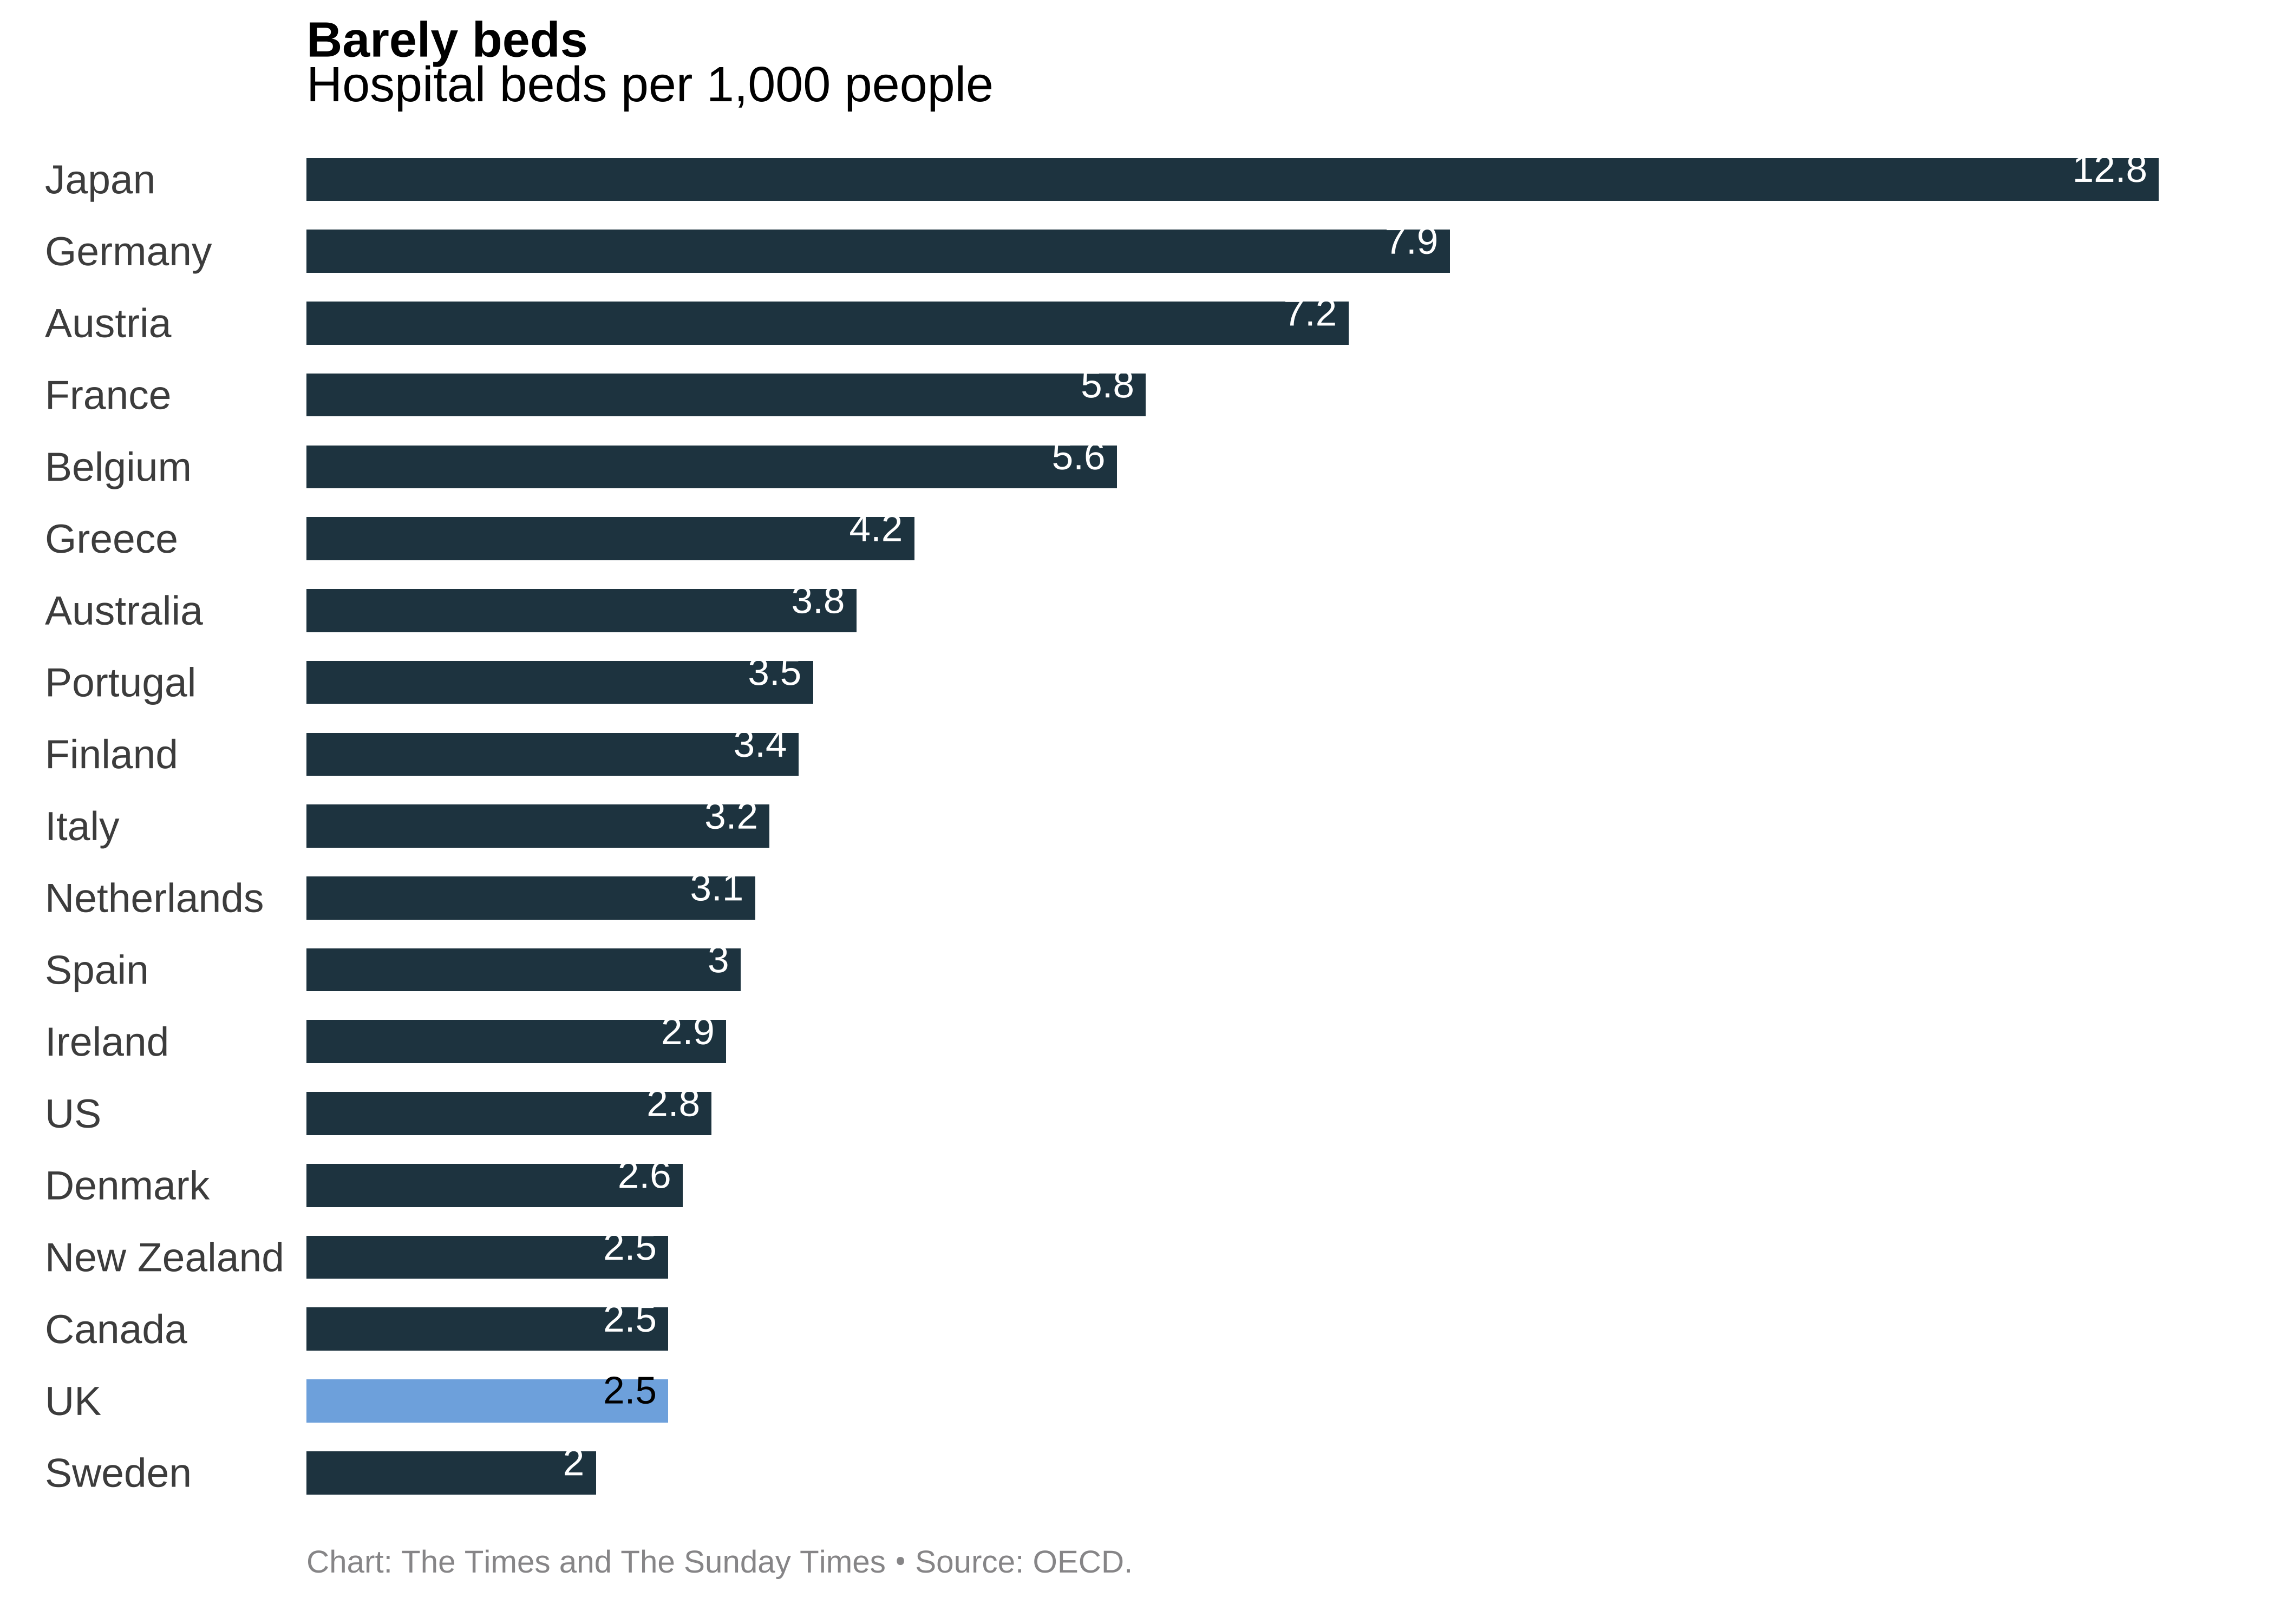 Barely beds
Hospital beds per 1,000 people
Japan 12.8
Germany 7.9
Austria 7.2
France 5.8
Belgium 5.6
Greece 4.2
Australia 3.8
Portugal 3.5
Finland 3.4
Italy 3.2
Netherlands 3.1
Spain 3
Ireland 2.9
US 2.8
Denmark 2.6
New Zealand 2.5
Canada 2.5
UK 2.5
Sweden 2
Chart: The Times and The Sunday Times • Source: OECD.